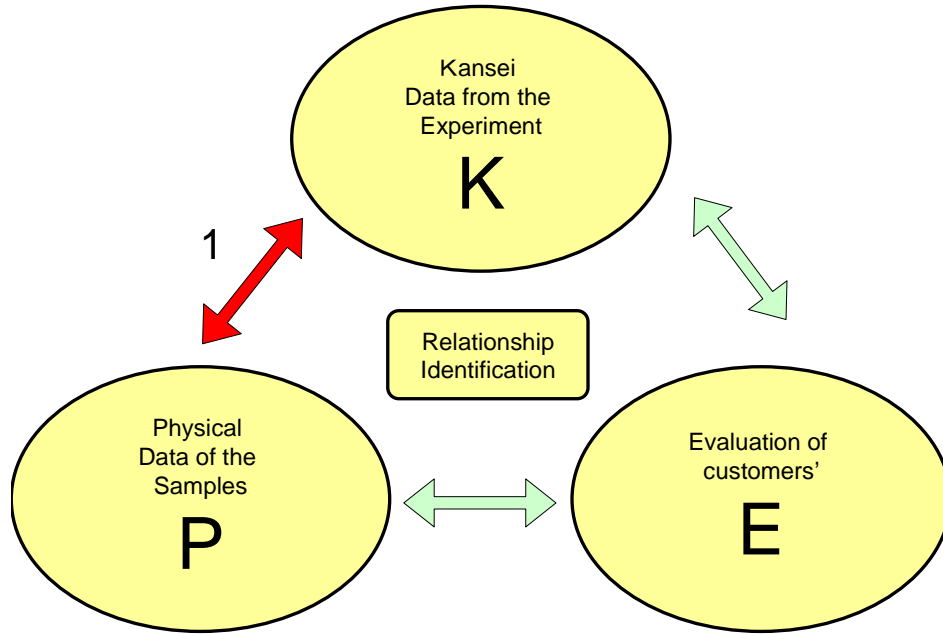 Kansei
Data from the
Experiment
K
1
Relationship
Identification
Physical
Data of the
Samples
P
Evaluation of
customers’
E